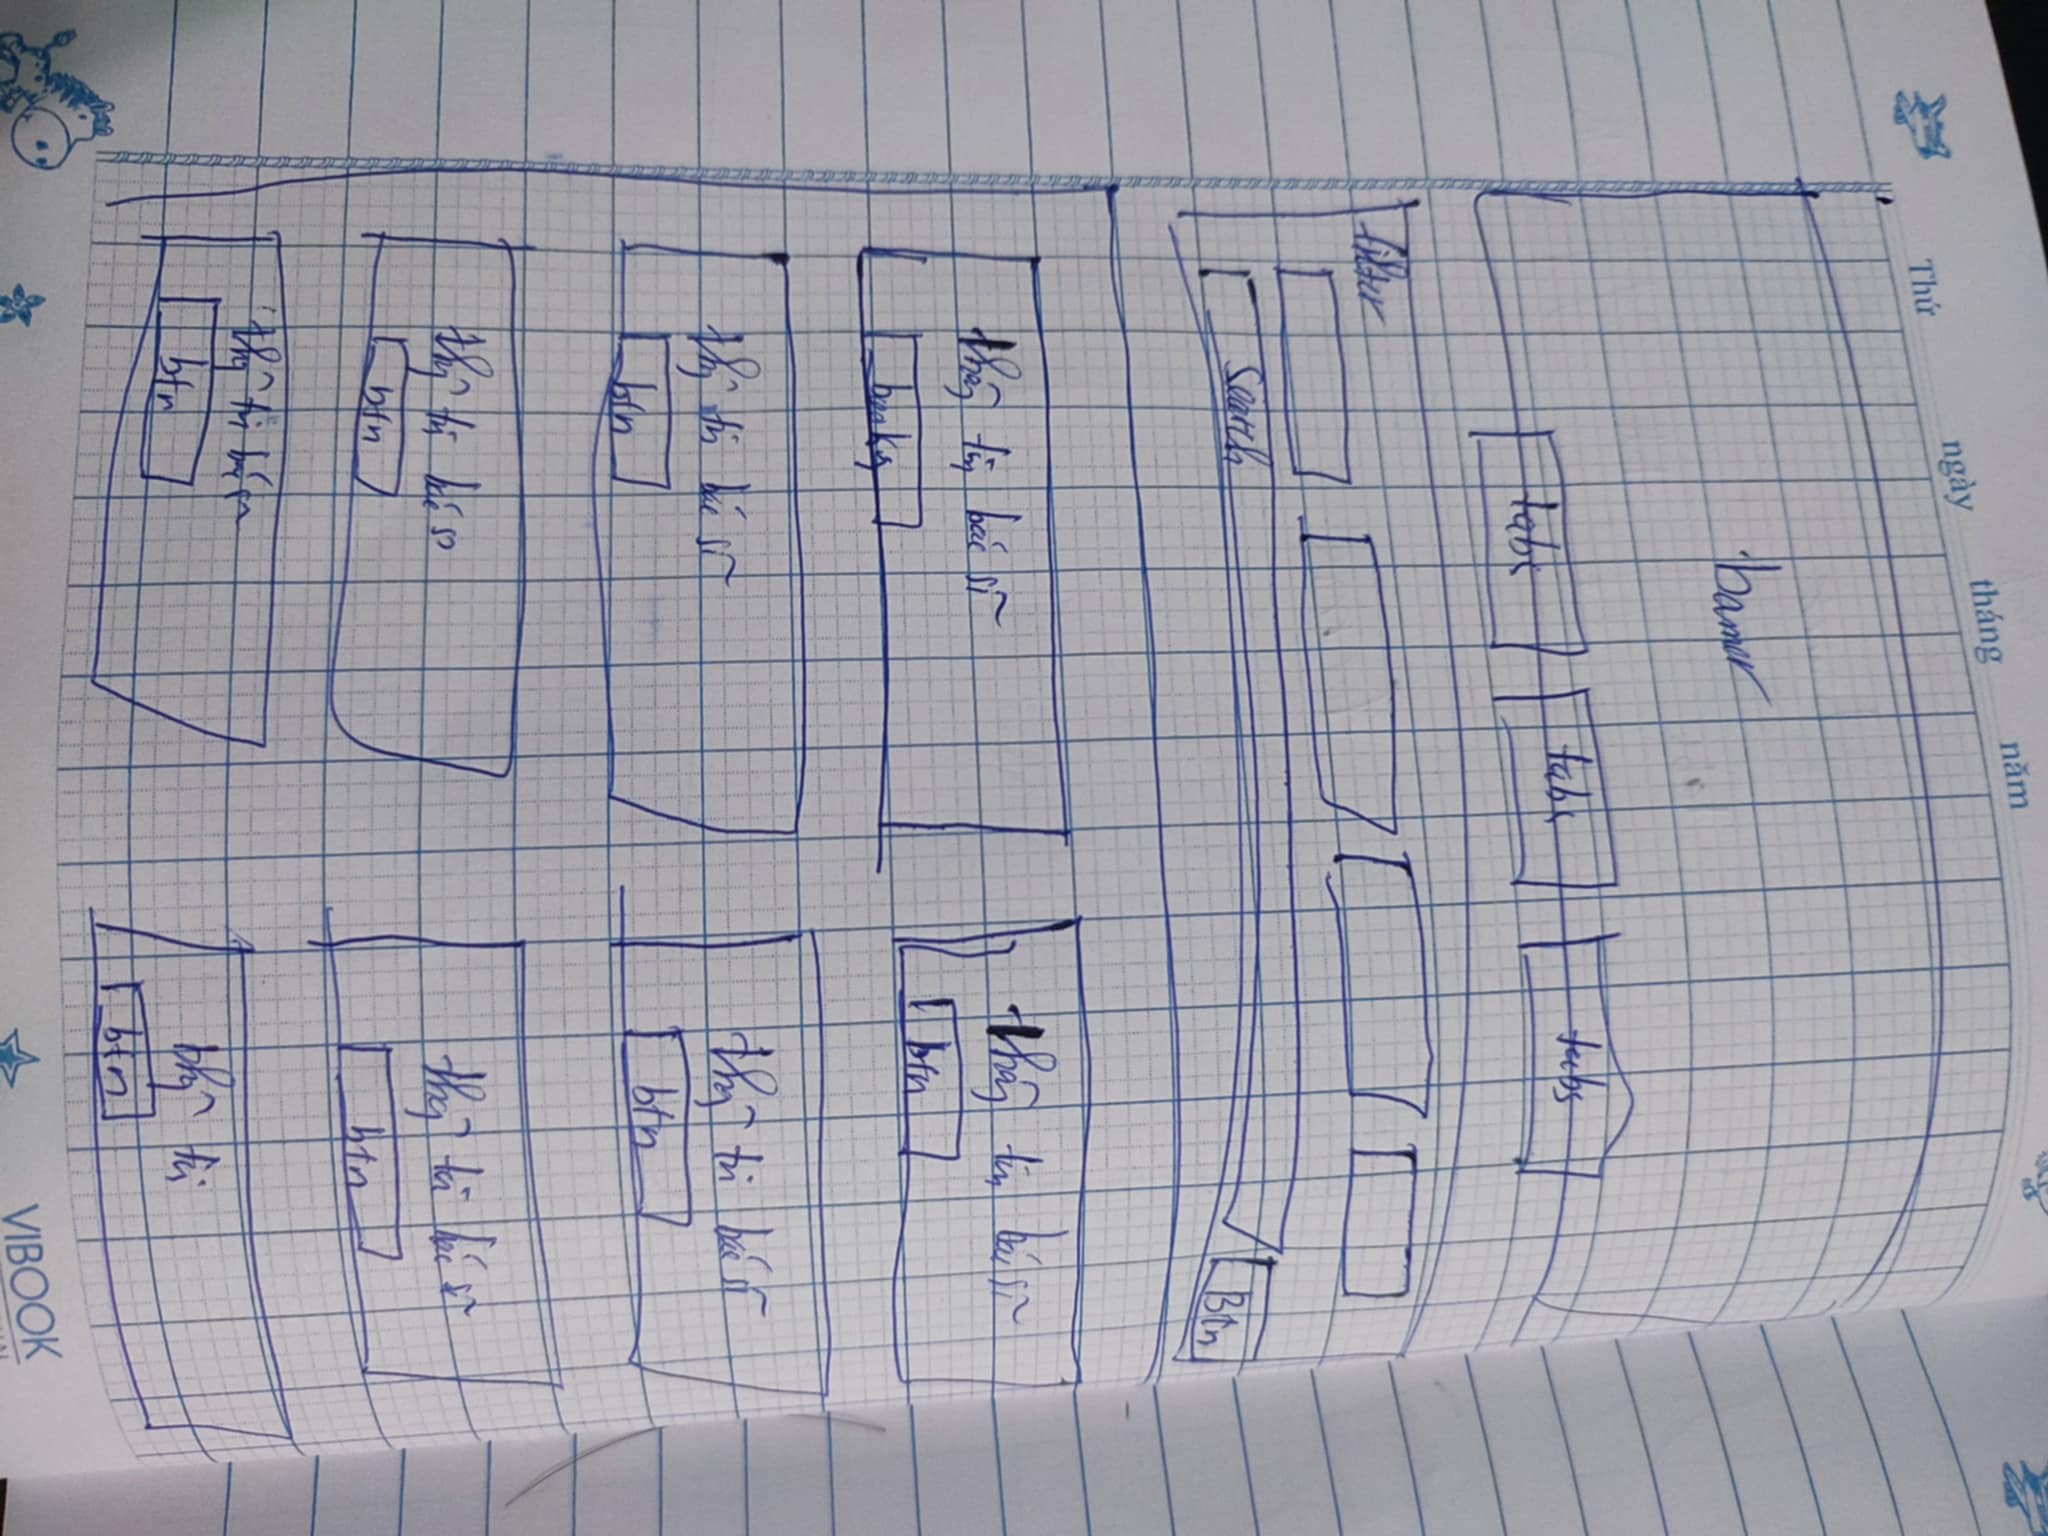 Thứ ngày tháng năm
banner
tabs tabs tabs
filter
Search Btn
thông tin bác sĩ thông tin bác sĩ
btn
thông tin bác sĩ thông tin bác sĩ
btn btn
thông tin bác sĩ thông tin bác sĩ
btn btn
thông tin bác sĩ thông tin
btn btn
VIBOOK